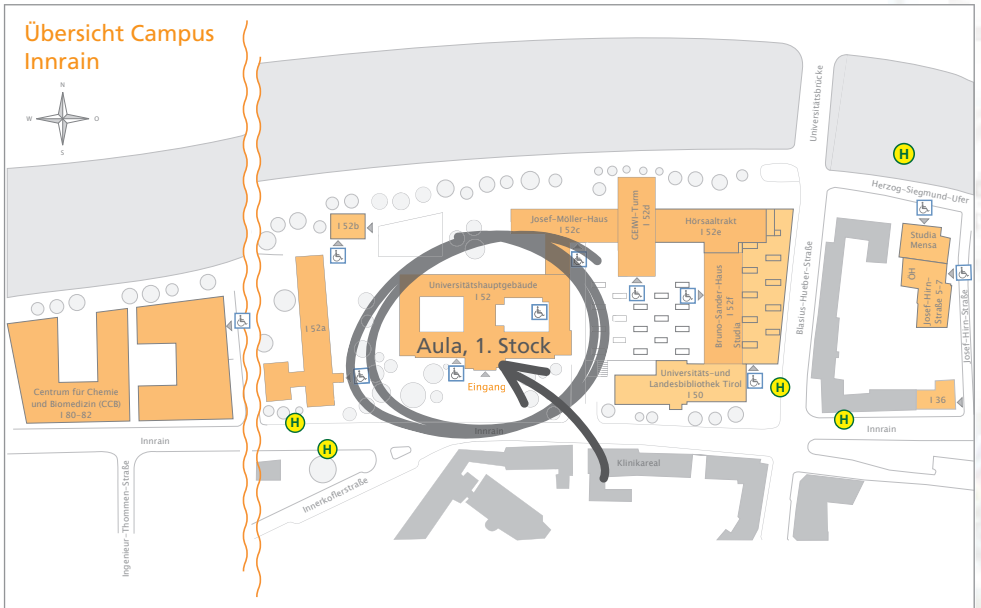 Übersicht Campus
Innrain
N
W
O
S
Universitätsbrücke
H
Herzog-Siegmund-Ufer
I 52b
Josef-Möller-Haus
I 52c
GEIWI-Turm
I 52d
Hörsaaltrakt
I 52e
Studia
Mensa
ÖH
Josef-Hirn-
Straße 5-7
Josef-Hirn-Straße
Blasius-Hueber-Straße
Universitätshauptgebäude
I 52
Bruno-Sander-Haus
I 52f
Studia
I 52a
Aula, 1. Stock
Eingang
Centrum für Chemie
und Biomedizin (CCB)
I 80-82
Universitäts-und
Landesbibliothek Tirol
I 50
H
I 36
H
H
H
Innrain
Innrain
Innrain
Klinikareal
Innerkoflerstraße
Ingenieur-Thommen-Straße